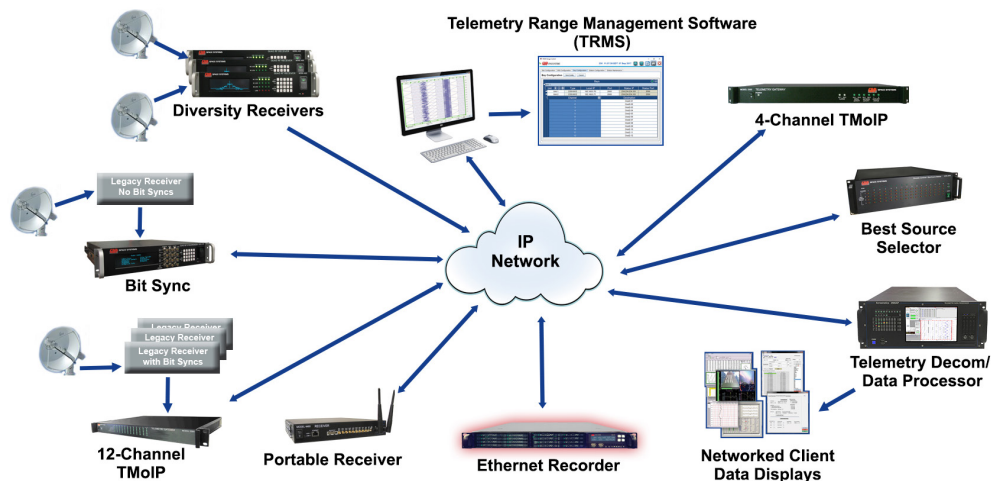 Telemetry Range Management Software
(TRMS)
Diversity Receivers
4-Channel TMoIP
Legacy Receiver
No Bit Syncs
Best Source
Selector
IP
Network
Bit Sync
Legacy Receiver
Legacy Receiver
Legacy Receiver
with Bit Syncs
Telemetry Decom/
Data Processor
12-Channel
TMoIP
Portable Receiver
Ethernet Recorder
Networked Client
Data Displays